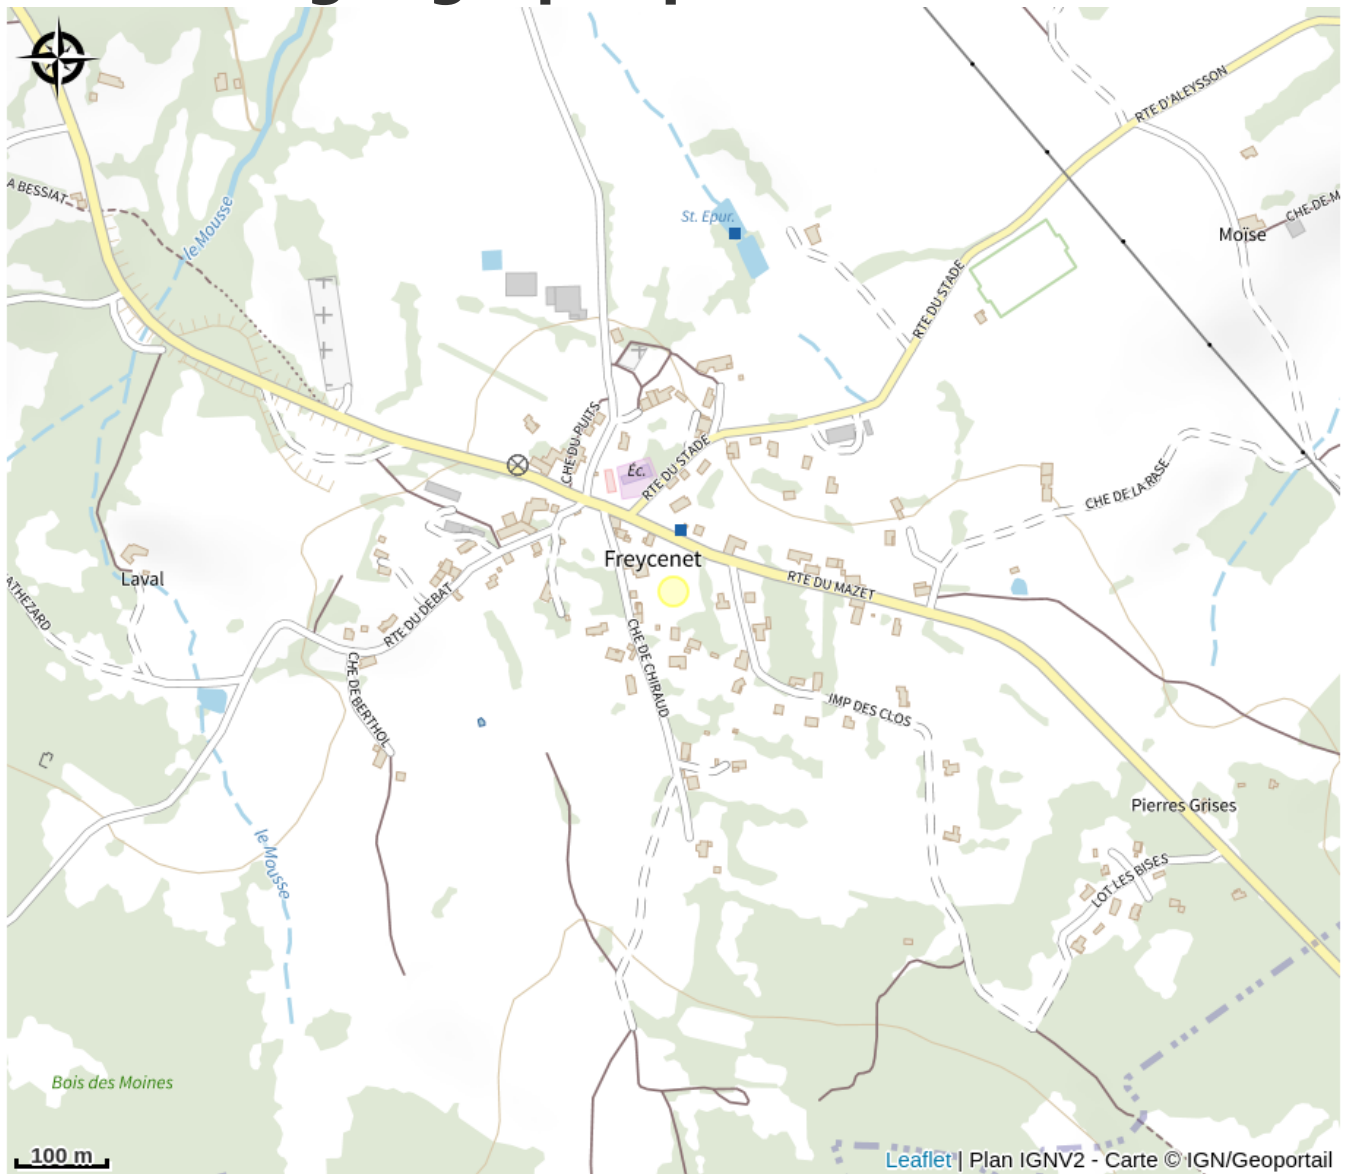 RTE D'ALEYSSON
A BESSIAT
CHE-DE-M
le Mousse
St. Epur.
Moïse
RTE DU STADE
CHE DU PUITS
Éc.
RTE DU STADE
CHE DE LA RASE
Freycenet
Laval
RTE DU MAZET
ATHEZARD
RTE DU DEBAT
CHE DE CHIRAUD
CHE DE BERTHOL
IMP DES CLOS
Pierres Grises
le Mousse
LOT LES BISES
Bois des Moines
100 m
Leaflet | Plan IGNV2 - Carte © IGN/Geoportail